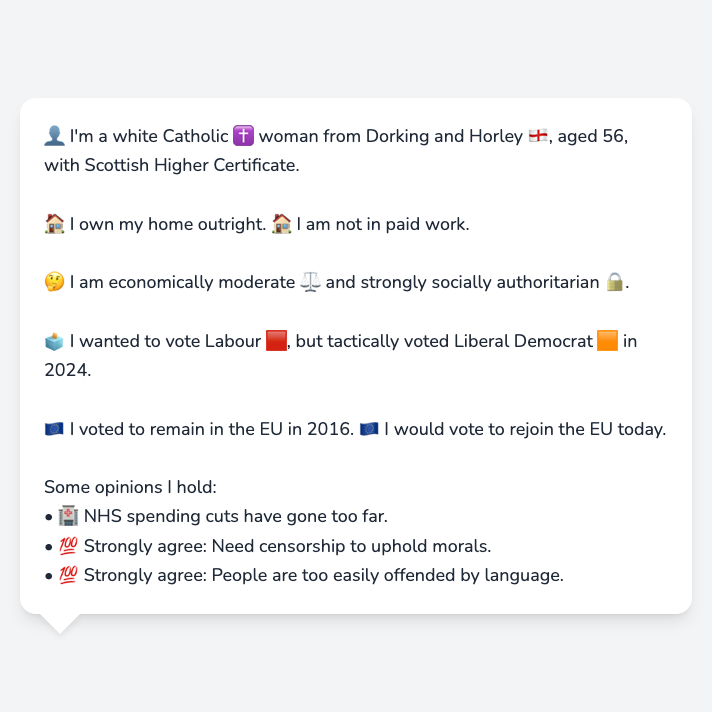 👤 I'm a white Catholic ✝️ woman from Dorking and Horley 🏴󠁧󠁢󠁥󠁮󠁧󠁿, aged 56,
with Scottish Higher Certificate.
🏠 I own my home outright. 🏠 I am not in paid work.
🤔 I am economically moderate ⚖️ and strongly socially authoritarian 🔒.
🗳️ I wanted to vote Labour 🟥, but tactically voted Liberal Democrat 🟧 in
2024.
🇪🇺 I voted to remain in the EU in 2016. 🇪🇺 I would vote to rejoin the EU today.
Some opinions I hold:
• 🏥 NHS spending cuts have gone too far.
• 💯 Strongly agree: Need censorship to uphold morals.
• 💯 Strongly agree: People are too easily offended by language.